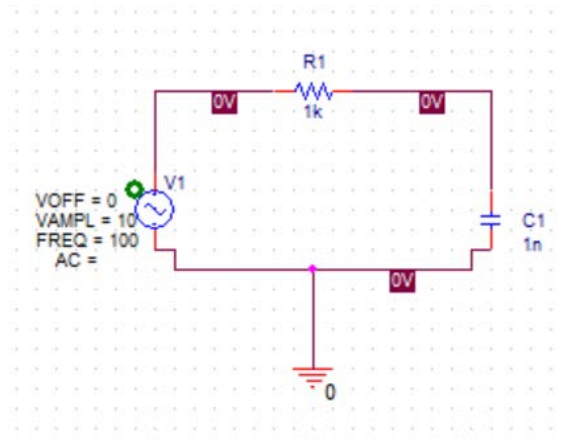 R1
0V
0V
1k
V1
VOFF = 0
VAMPL = 10
FREQ = 100
AC =
C1
1n
0V
0